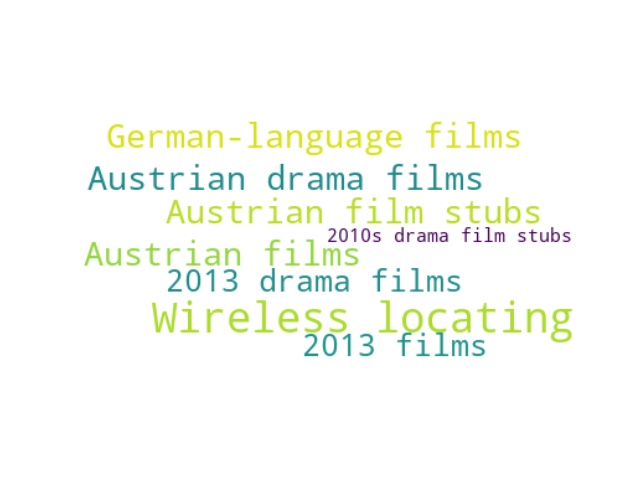 German-language films
Austrian drama films
Austrian film stubs
2010s drama film stubs
Austrian films
2013 drama films
Wireless locating
2013 films